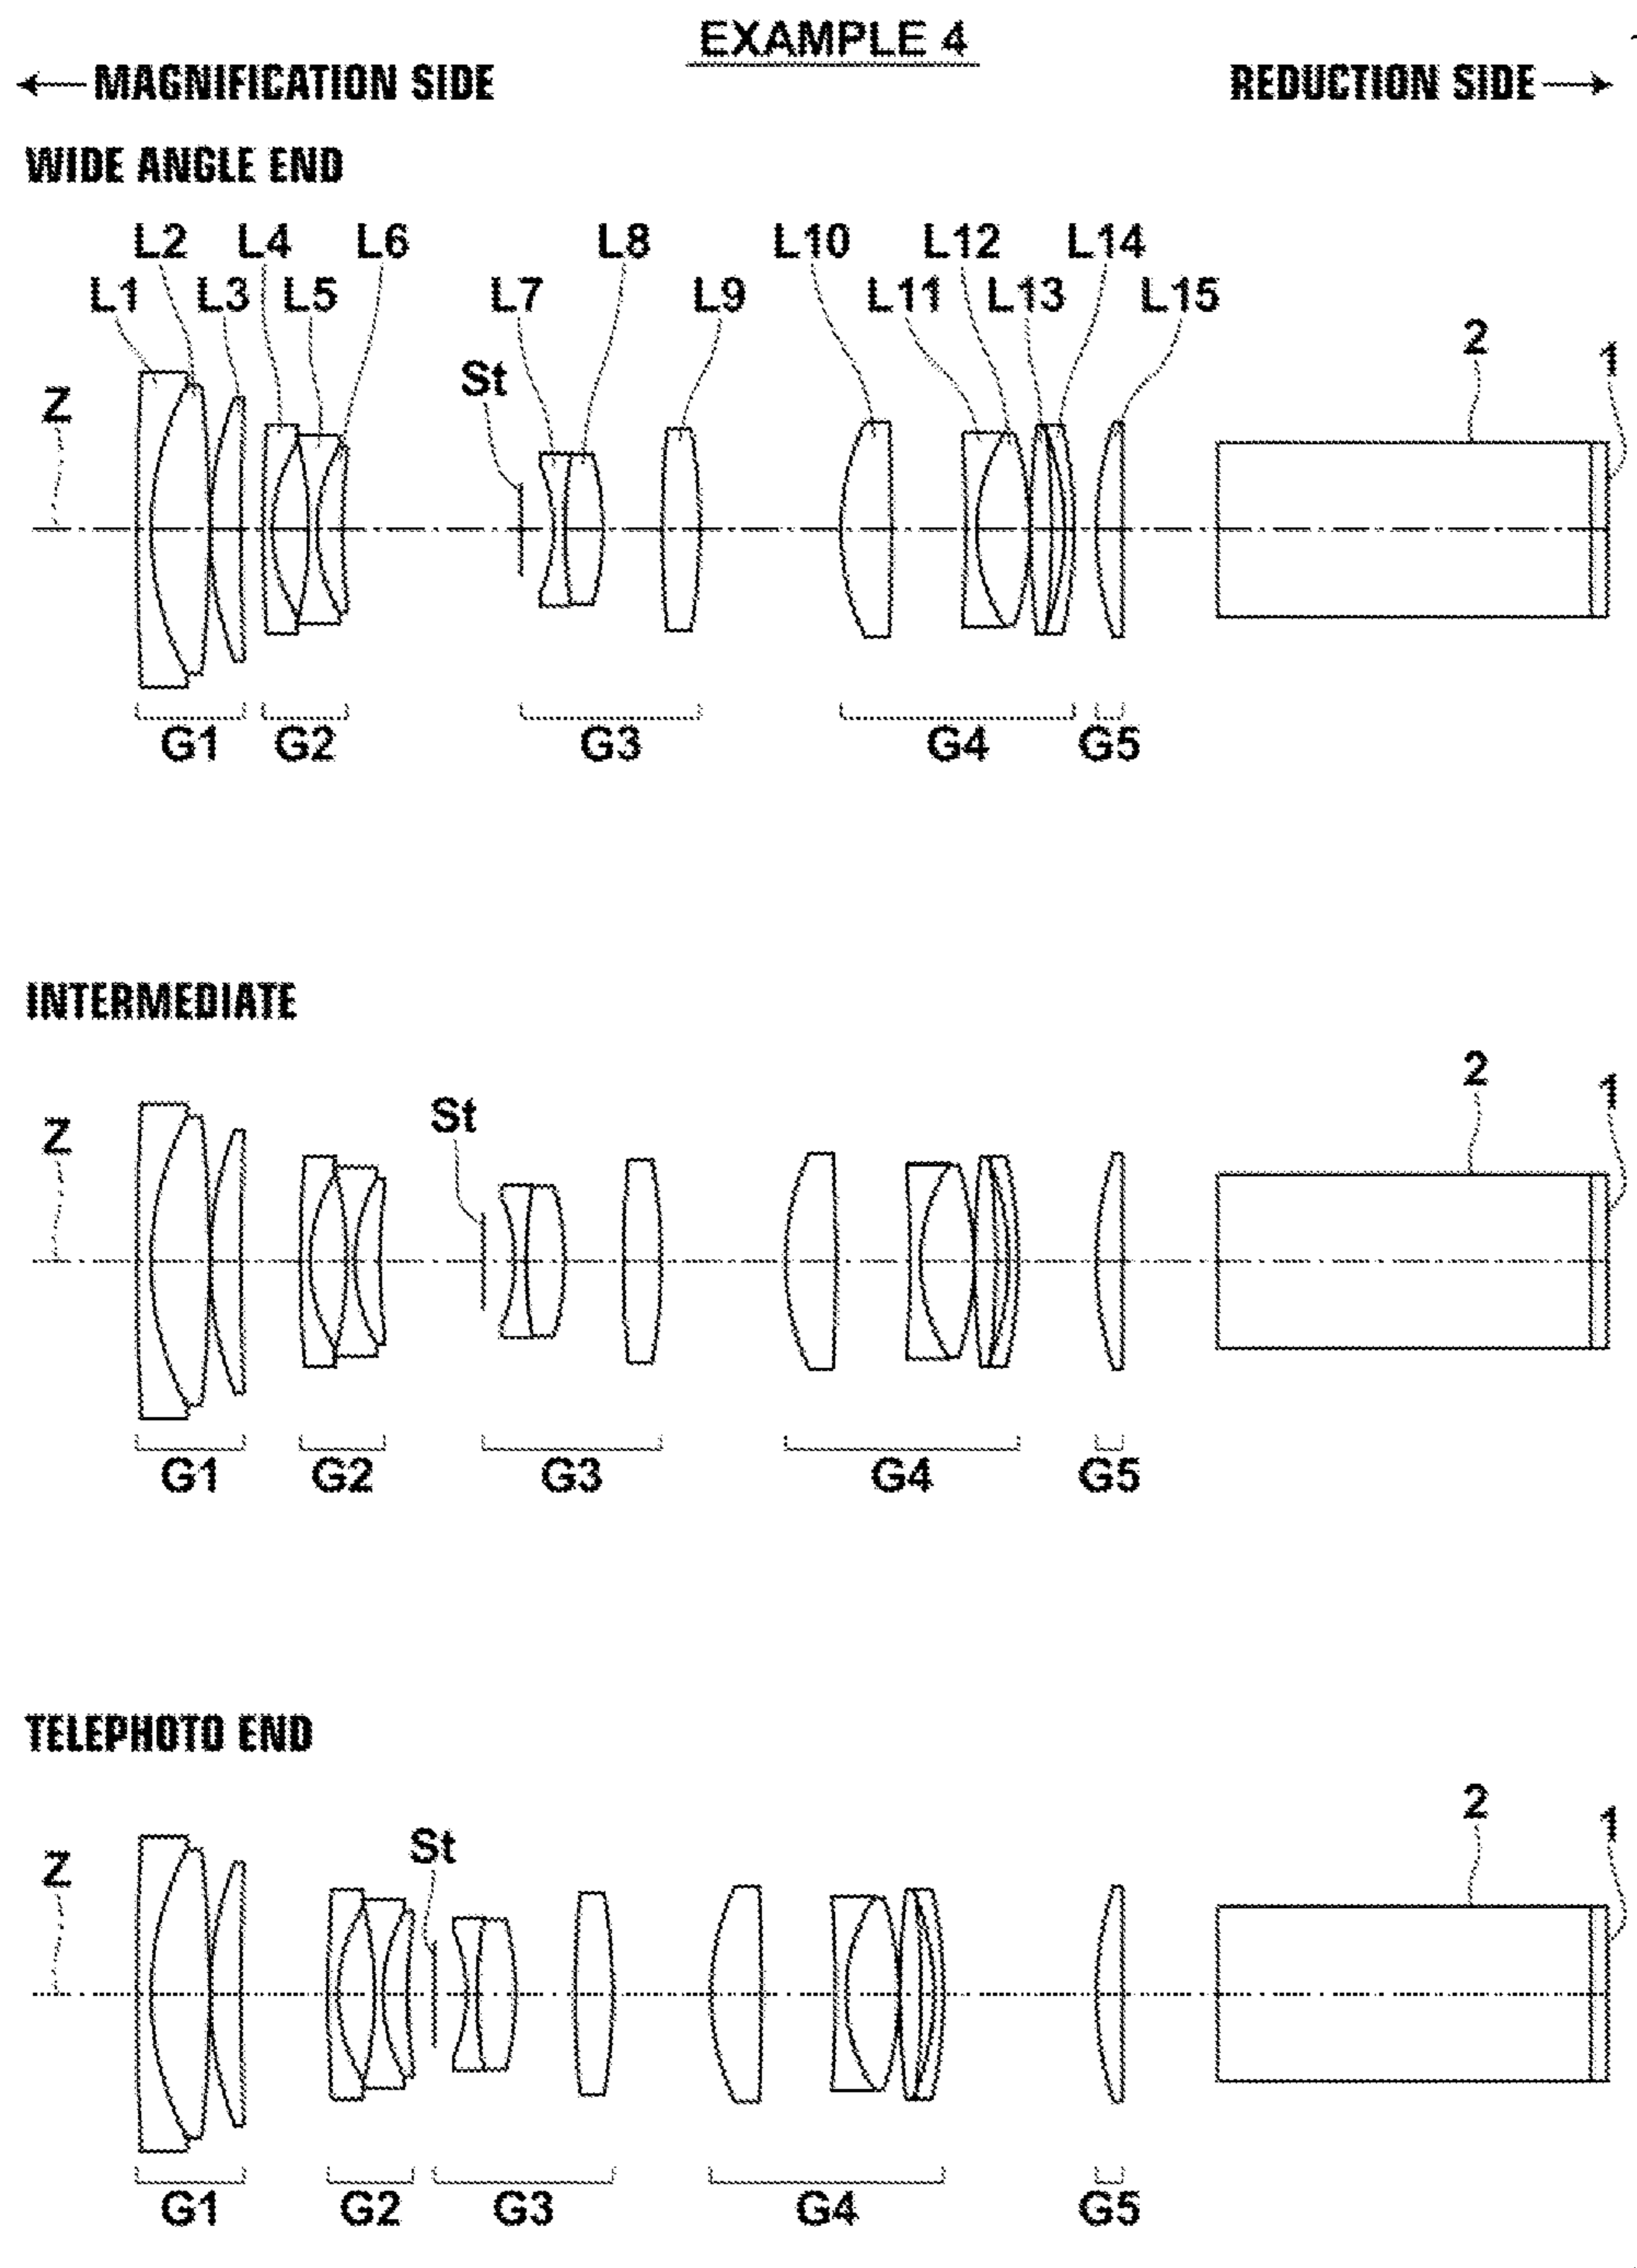 EXAMPLE 4
← MAGNIFICATION SIDE REDUCTION SIDE →
WIDE ANGLE END
L2 L4 L6 L8 L10 L12 L14
L1 L3 L5 L7 L9 L11 L13 L15
2
1
St
Z
G1 G2 G3 G4 G5
INTERMEDIATE
2
1
St
Z
G1 G2 G3 G4 G5
TELEPHOTO END
2
1
St
Z
G1 G2 G3 G4 G5